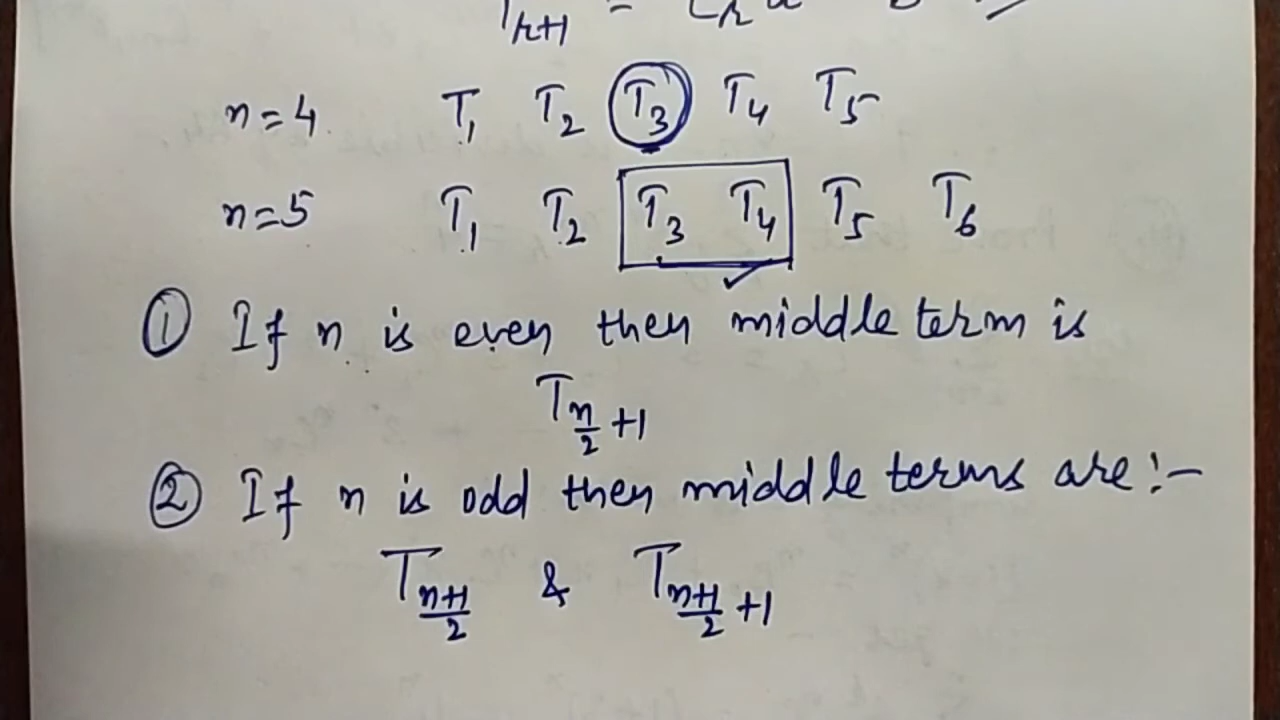 T r+1 =
n=4 T1 T2 T3 T4 T5
n=5 T1 T2 T3 T4 T5 T6
① If n is even then middle term is
T n/2 +1
② If n is odd then middle terms are :-
T n+1/2 & T n+1/2 +1